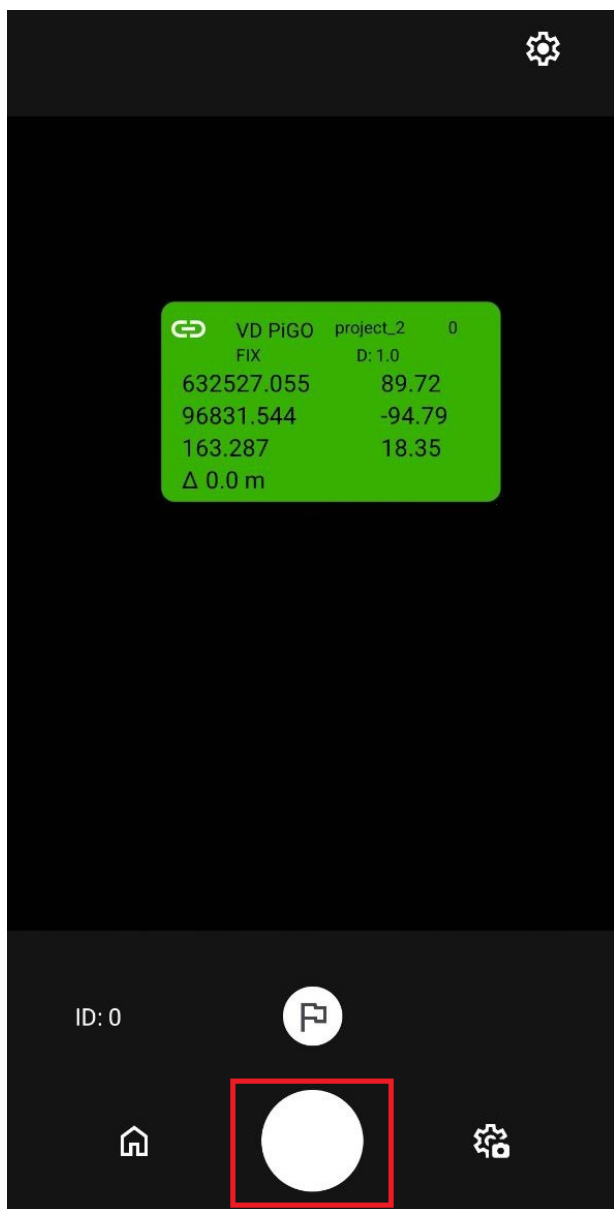 VD PiGO project_2 0
FIX D: 1.0
632527.055 89.72
96831.544 -94.79
163.287 18.35
Δ 0.0 m
ID: 0